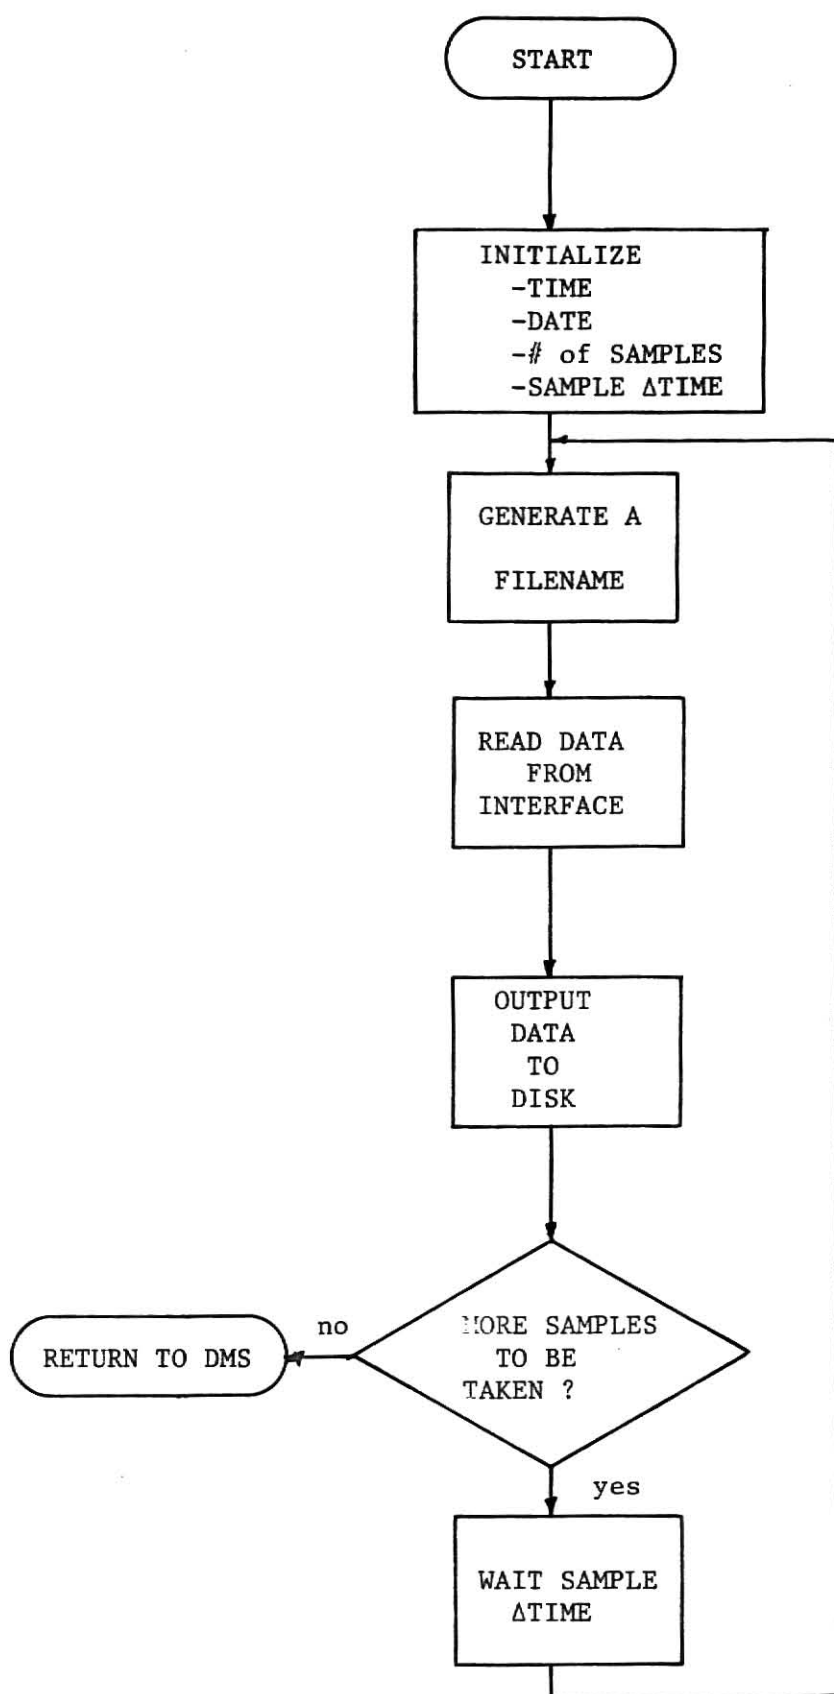 START
INITIALIZE
-TIME
-DATE
-# of SAMPLES
-SAMPLE ΔTIME
GENERATE A
FILENAME
READ DATA
FROM
INTERFACE
OUTPUT
DATA
TO
DISK
no
MORE SAMPLES
RETURN TO DMS
TO BE
TAKEN ?
yes
WAIT SAMPLE
ΔTIME